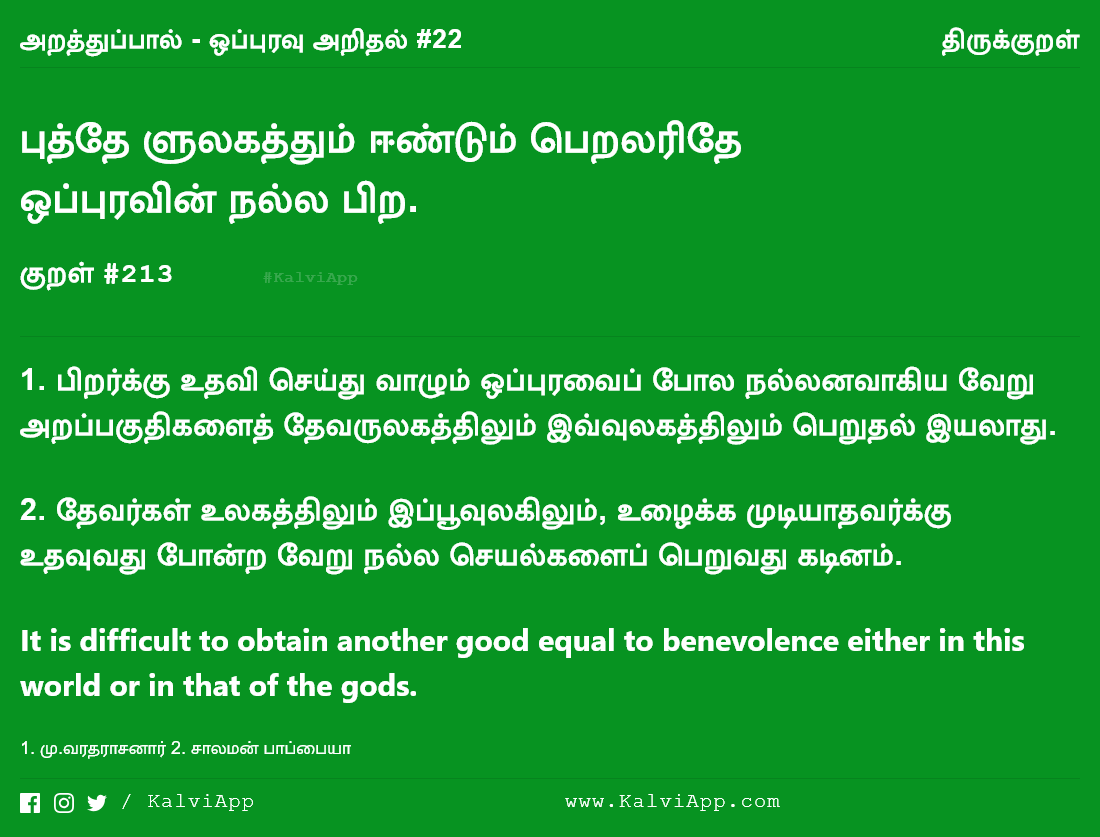 அறத்துப்பால் - ஒப்புரவு அறிதல் #22
திருக்குறள்
புத்தே ளுலகத்தும் ஈண்டும் பெறலரிதே
ஒப்புரவின் நல்ல பிற.
குறள் #213
#KalviApp
1. பிறர்க்கு உதவி செய்து வாழும் ஒப்புரவைப் போல நல்லனவாகிய வேறு
அறப்பகுதிகளைத் தேவருலகத்திலும் இவ்வுலகத்திலும் பெறுதல் இயலாது.
2. தேவர்கள் உலகத்திலும் இப்பூவுலகிலும், உழைக்க முடியாதவர்க்கு
உதவுவது போன்ற வேறு நல்ல செயல்களைப் பெறுவது கடினம்.
It is difficult to obtain another good equal to benevolence either in this
world or in that of the gods.
1. மு.வரதராசனார் 2. சாலமன் பாப்பையா
/ KalviApp
www.KalviApp.com